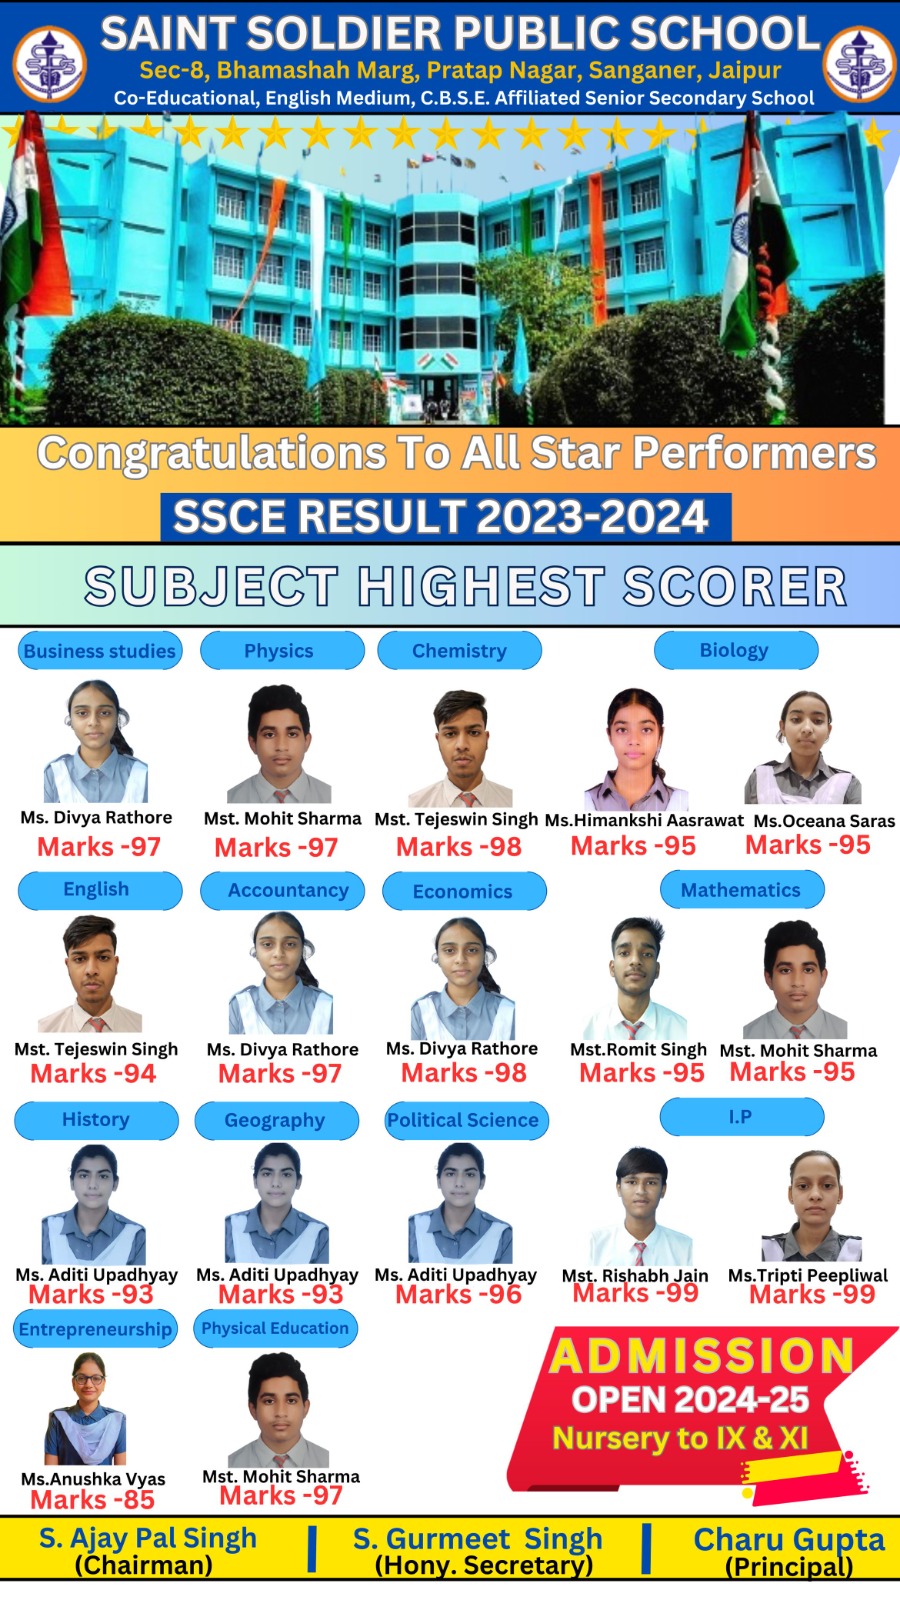 SAINT SOLDIER PUBLIC SCHOOL
Sec-8, Bhamashah Marg, Pratap Nagar, Sanganer, Jaipur
Co-Educational, English Medium, C.B.S.E. Affiliated Senior Secondary School
Congratulations To All Star Performers
SSCE RESULT 2023-2024
SUBJECT HIGHEST SCORER
Business studies Physics Chemistry Biology
Ms. Divya Rathore Mst. Mohit Sharma Mst. Tejeswin Singh Ms.Himankshi Aasrawat Ms.Oceana Saras
Marks -97 Marks -97 Marks -98 Marks -95 Marks -95
English Accountancy Economics Mathematics
Mst. Tejeswin Singh Ms. Divya Rathore Ms. Divya Rathore Mst.Romit Singh Mst. Mohit Sharma
Marks -94 Marks -97 Marks -98 Marks -95 Marks -95
History Geography Political Science I.P
Ms. Aditi Upadhyay Ms. Aditi Upadhyay Ms. Aditi Upadhyay Mst. Rishabh Jain Ms.Tripti Peepliwal
Marks -93 Marks -93 Marks -96 Marks -99 Marks -99
Entrepreneurship Physical Education
Ms.Anushka Vyas Mst. Mohit Sharma
Marks -85 Marks -97
ADMISSION
OPEN 2024-25
Nursery to IX & XI
S. Ajay Pal Singh S. Gurmeet Singh Charu Gupta
(Chairman) (Hony. Secretary) (Principal)